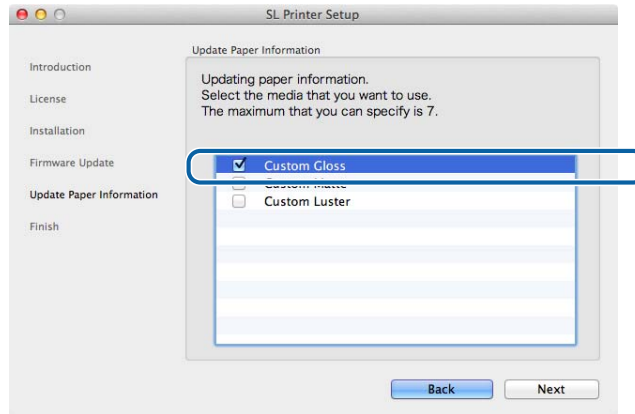 SL Printer Setup
Introduction
License
Installation
Firmware Update
Update Paper Information
Finish
Update Paper Information
Updating paper information.
Select the media that you want to use.
The maximum that you can specify is 7.
Custom Gloss
Custom Matte
Custom Luster
Back
Next